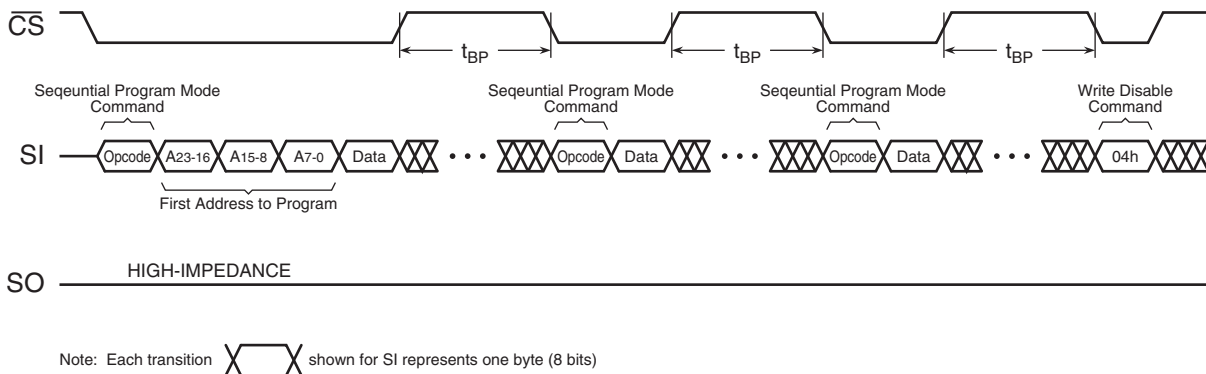 CS
tBP tBP tBP
Seqeuntial Program Mode Command Seqeuntial Program Mode Command Seqeuntial Program Mode Command Write Disable Command
SI Opcode A23-16 A15-8 A7-0 Data • • • Opcode Data • • • Opcode Data • • • 04h
First Address to Program
SO HIGH-IMPEDANCE
Note: Each transition shown for SI represents one byte (8 bits)